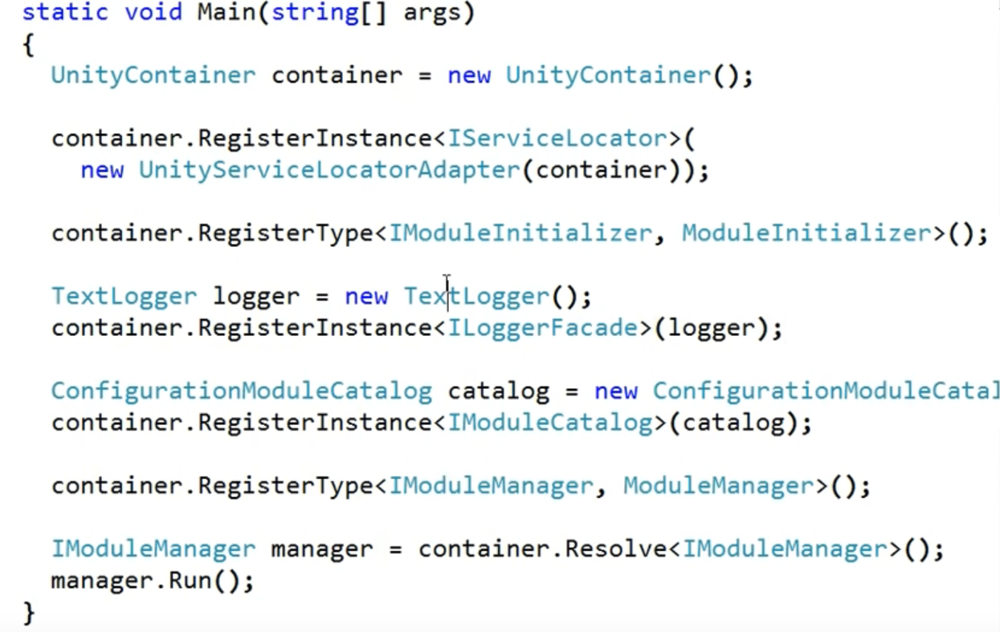 static void Main(string[] args)
{
UnityContainer container = new UnityContainer();
container.RegisterInstance<IServiceLocator>(
new UnityServiceLocatorAdapter(container));
container.RegisterType<IModuleInitializer, ModuleInitializer>();
TextLogger logger = new TextLogger();
container.RegisterInstance<ILoggerFacade>(logger);
ConfigurationModuleCatalog catalog = new ConfigurationModuleCatal
container.RegisterInstance<IModuleCatalog>(catalog);
container.RegisterType<IModuleManager, ModuleManager>();
IModuleManager manager = container.Resolve<IModuleManager>();
manager.Run();
}